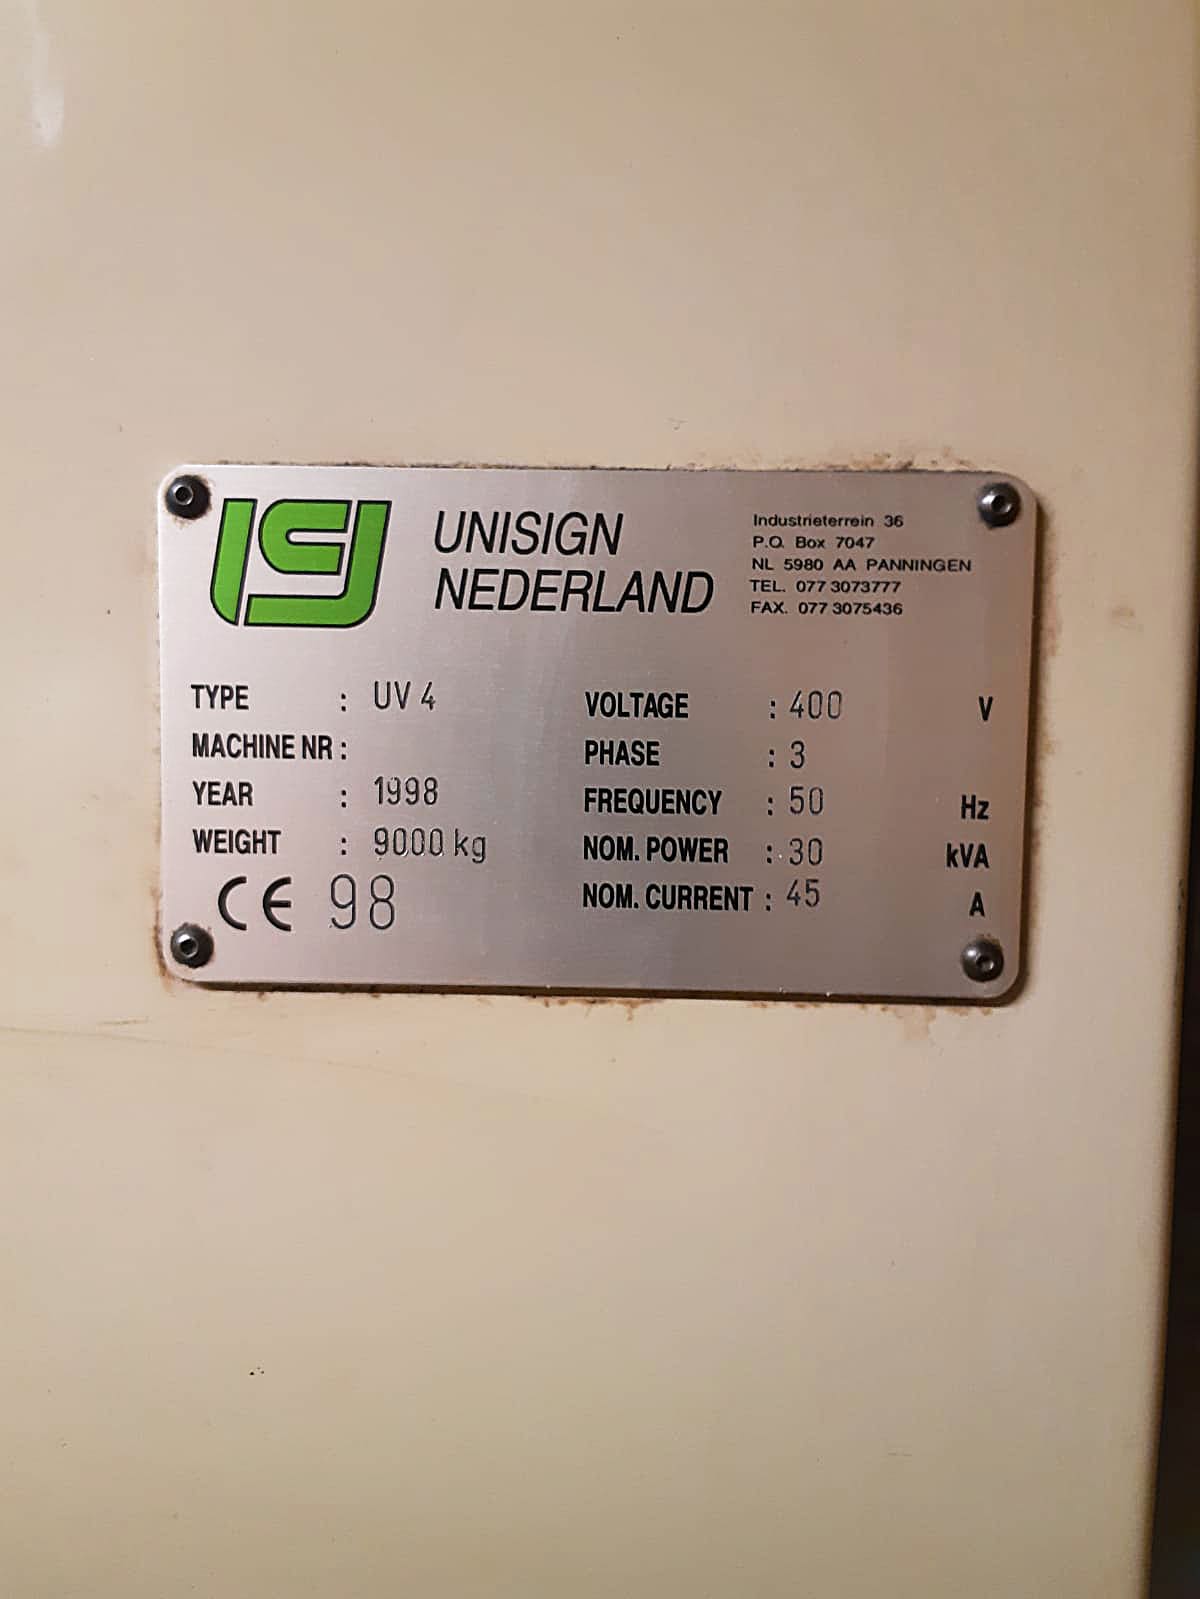 UNISIGN
NEDERLAND
Industrieterrein 36
P.O. Box 7047
NL 5980 AA PANNINGEN
TEL. 077 3073777
FAX. 077 3075436
TYPE : UV 4
MACHINE NR :
YEAR : 1998
WEIGHT : 9000 kg
CE 98
VOLTAGE : 400 V
PHASE : 3
FREQUENCY : 50 Hz
NOM. POWER : 30 kVA
NOM. CURRENT : 45 A